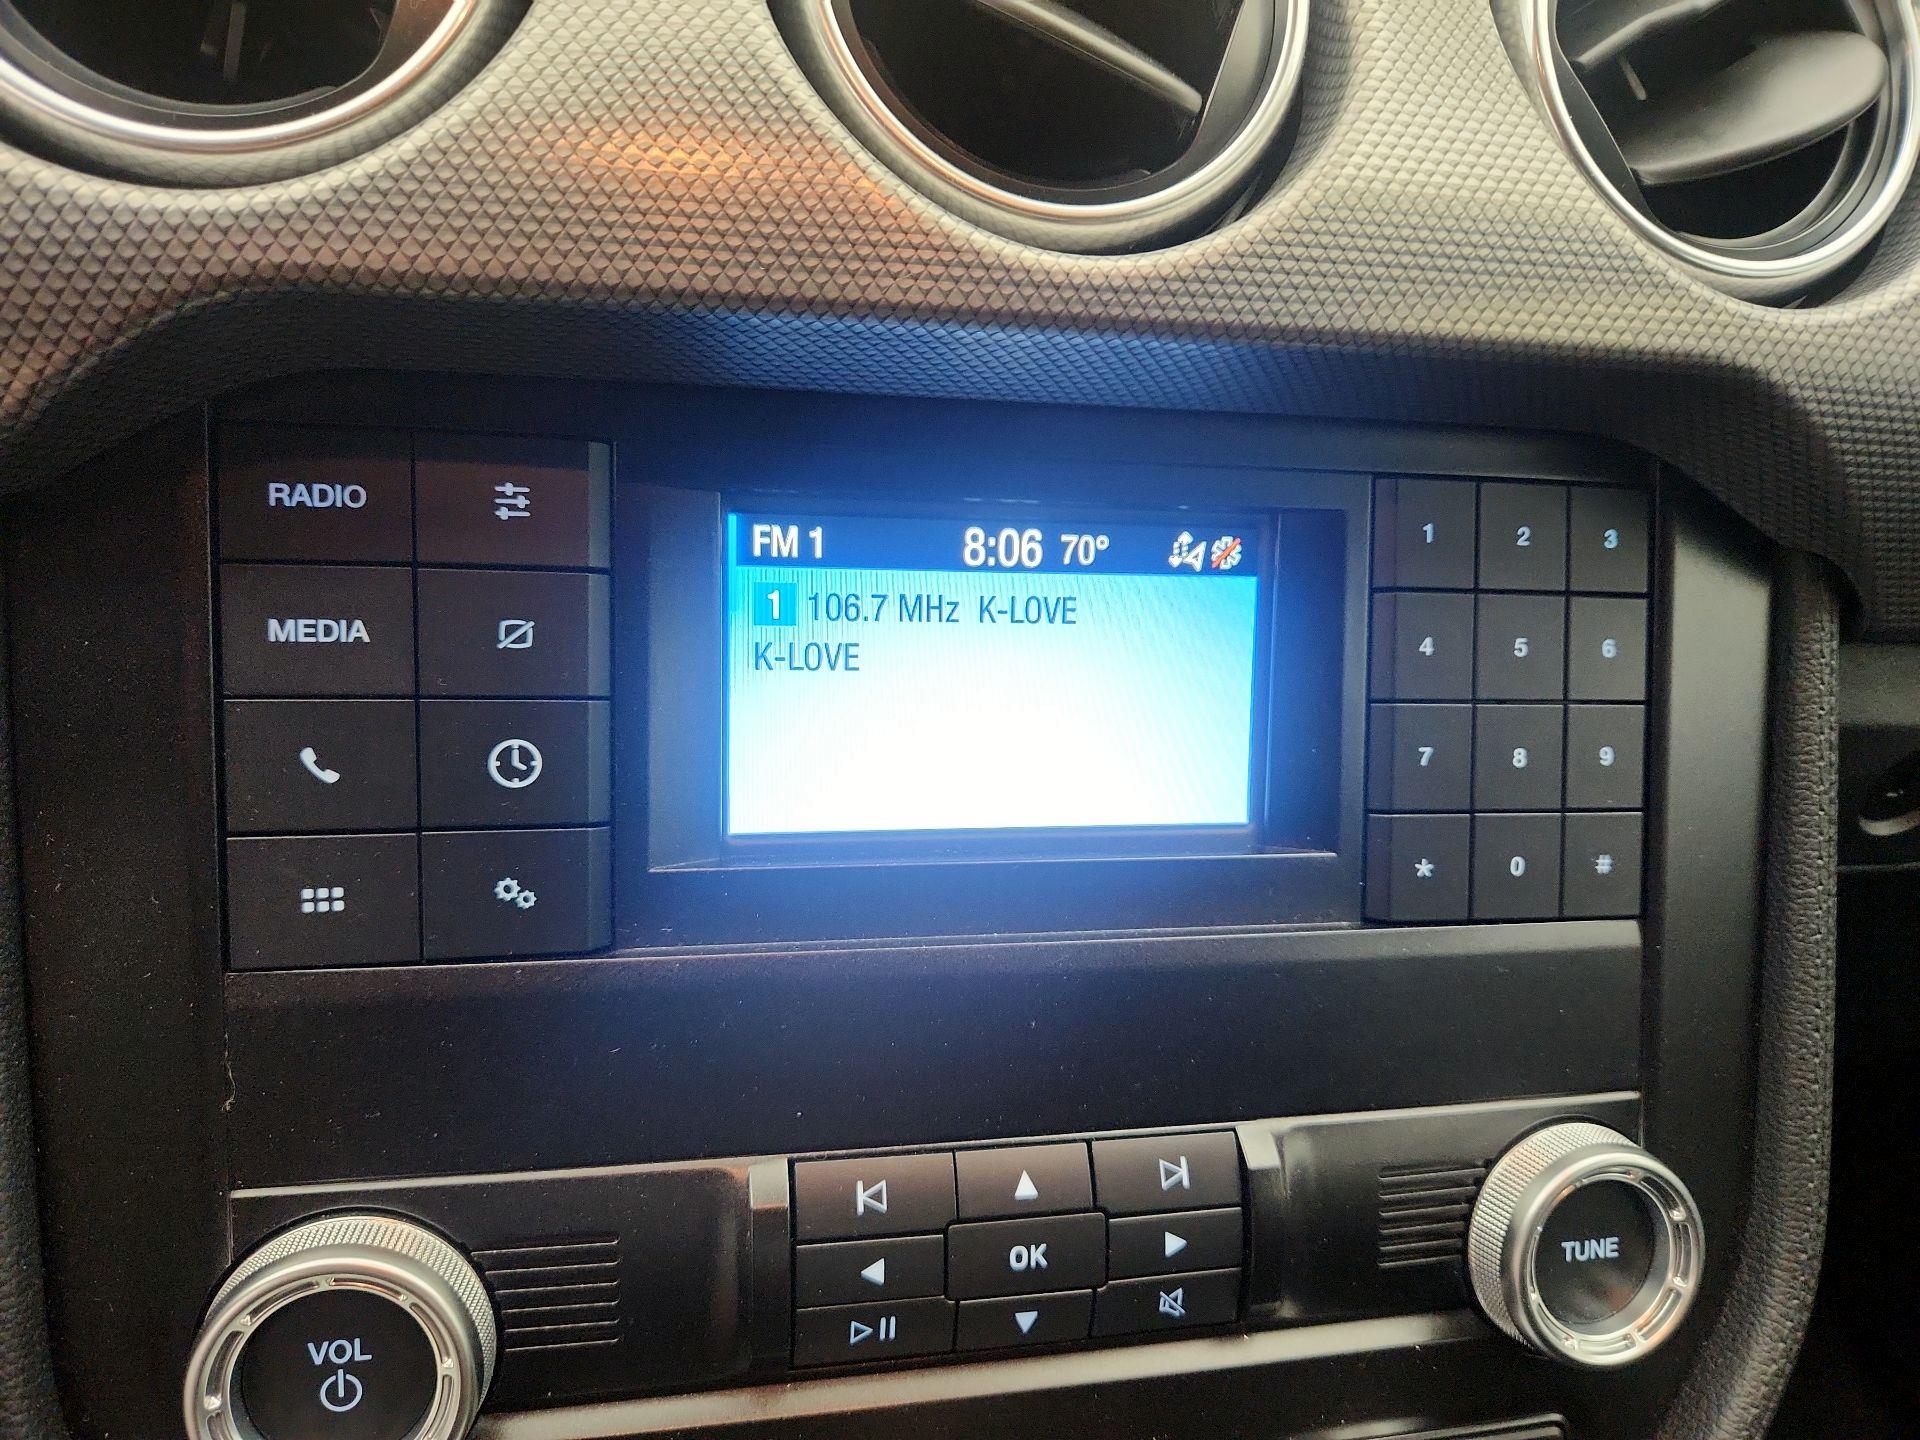 RADIO
MEDIA
FM 1 8:06 70°
1 106.7 MHz K-LOVE
K-LOVE
1 2 3
4 5 6
7 8 9
* 0 #
OK
VOL
TUNE